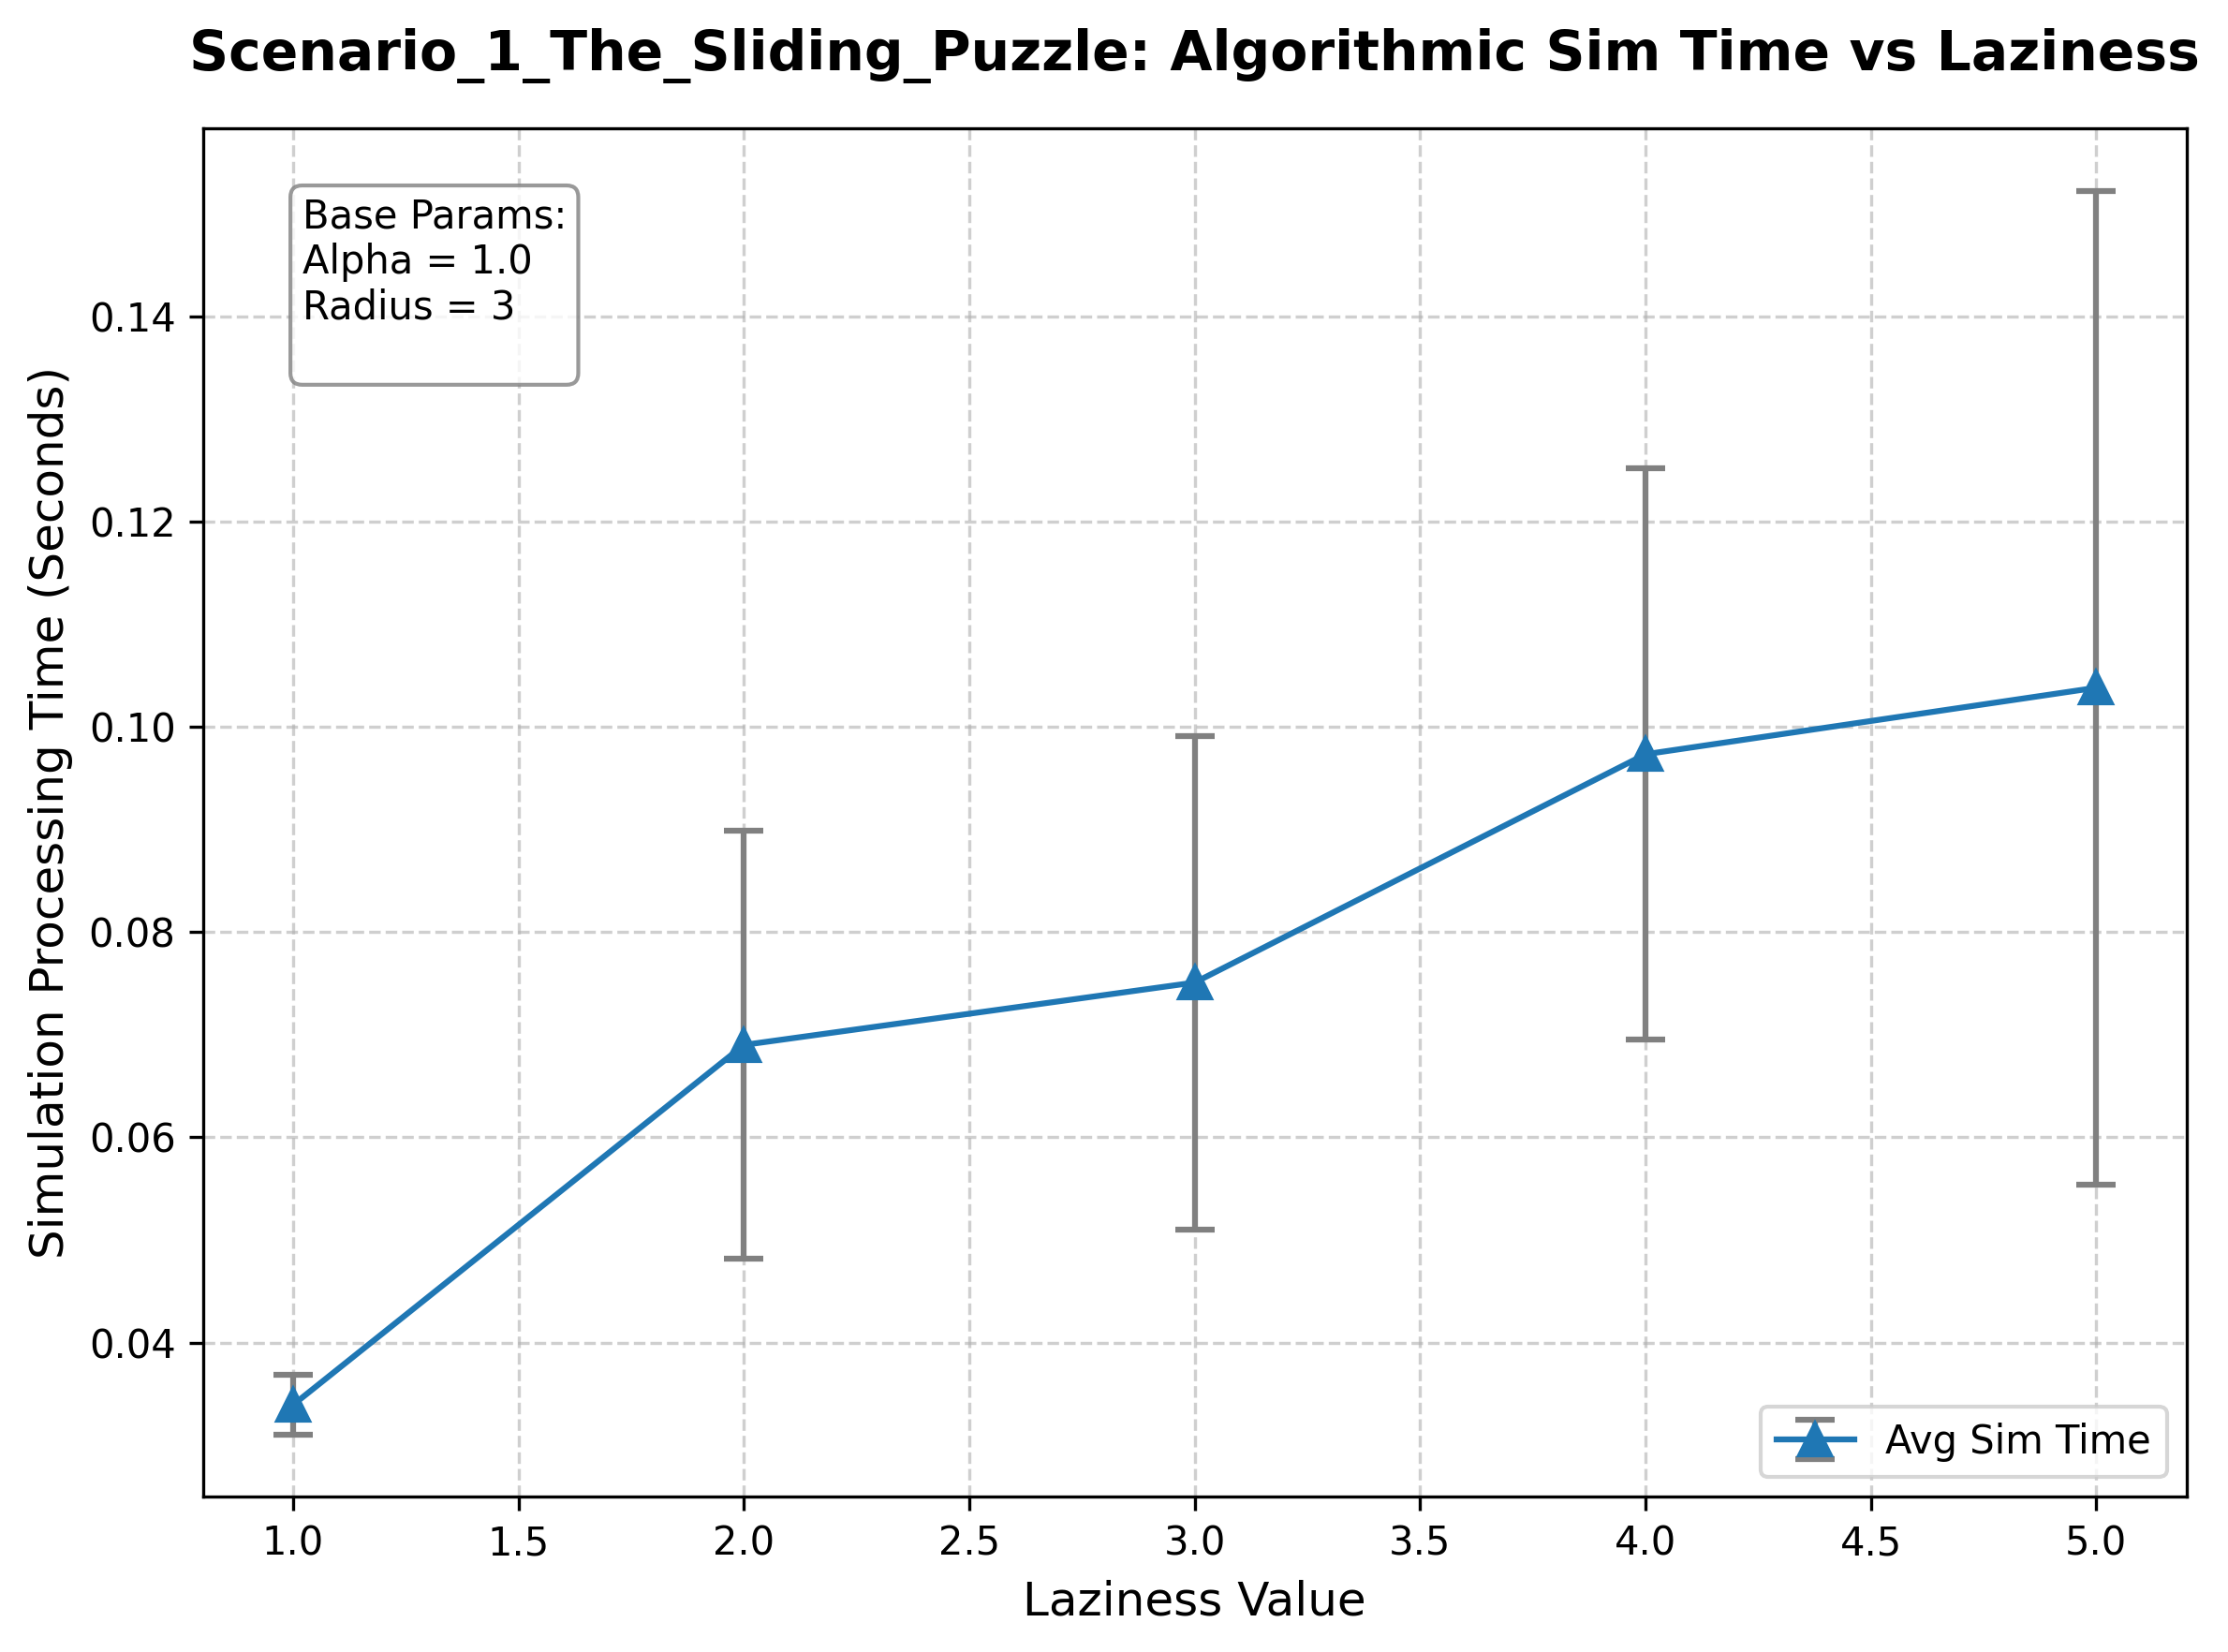 Scenario_1_The_Sliding_Puzzle: Algorithmic Sim Time vs Laziness
Base Params:
Alpha = 1.0
Radius = 3
Simulation Processing Time (Seconds)
0.14
0.12
0.10
0.08
0.06
0.04
Avg Sim Time
1.0 1.5 2.0 2.5 3.0 3.5 4.0 4.5 5.0
Laziness Value